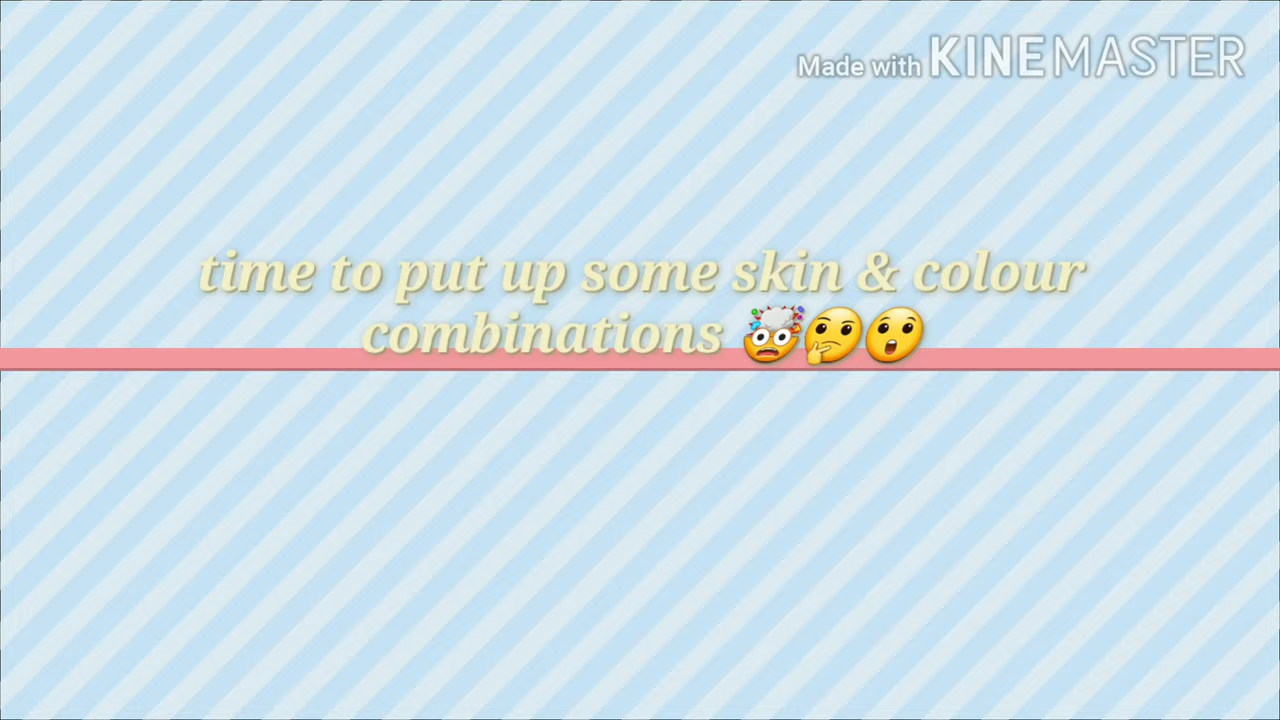 Made with KINEMASTER
time to put up some skin & colour
combinations 🤯🤔😯